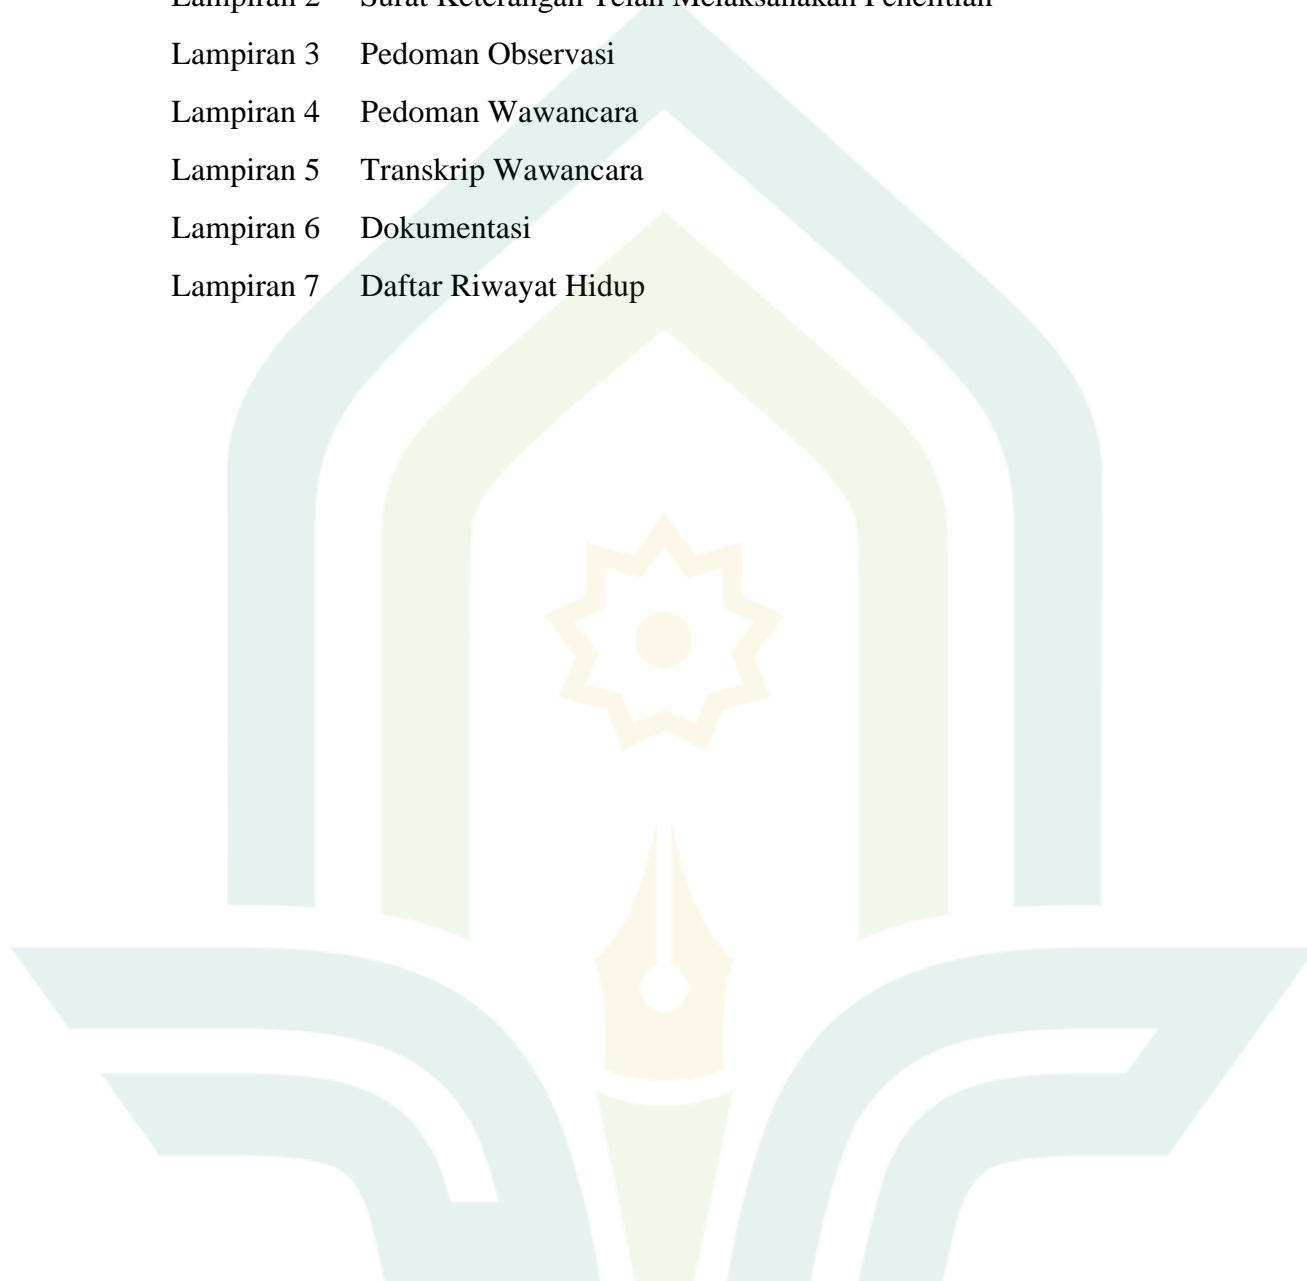 Lampiran 2 Surat Keterangan Telah Melaksanakan Penelitian
Lampiran 3 Pedoman Observasi
Lampiran 4 Pedoman Wawancara
Lampiran 5 Transkrip Wawancara
Lampiran 6 Dokumentasi
Lampiran 7 Daftar Riwayat Hidup